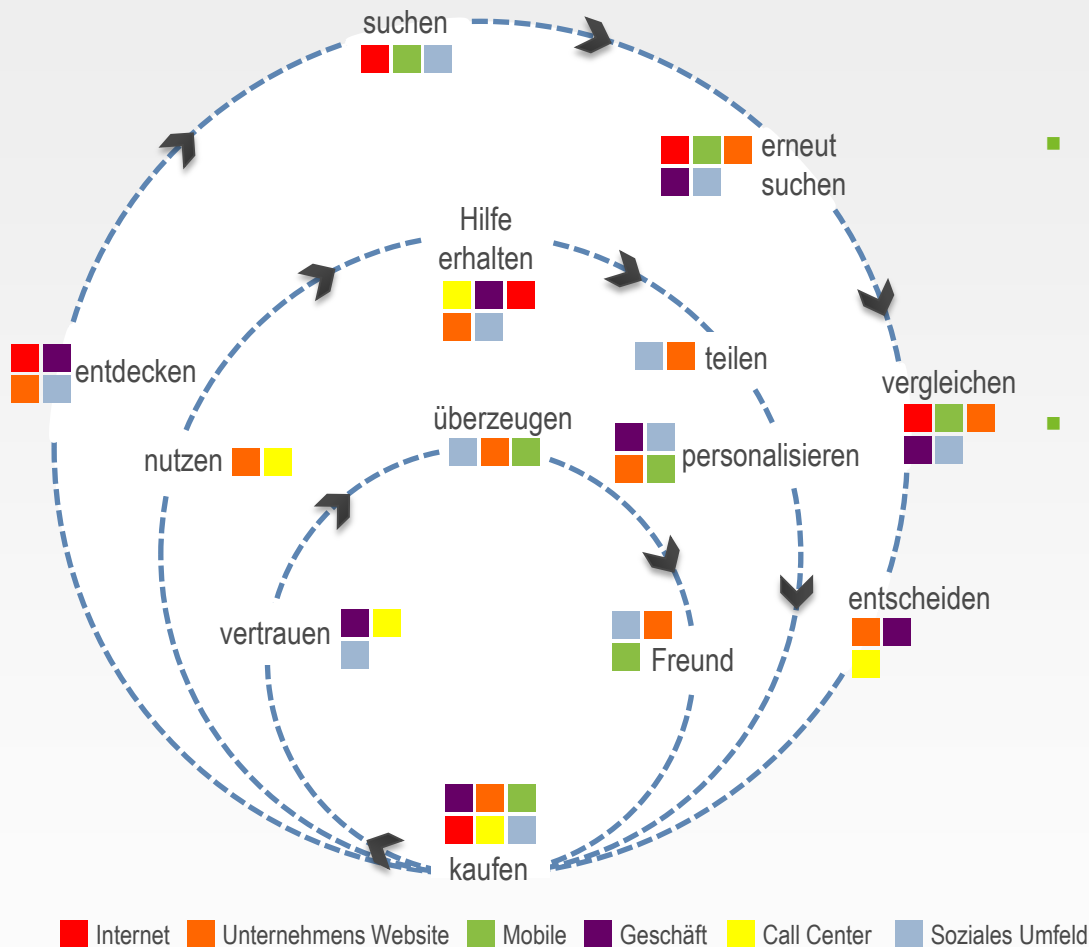 suchen
erneut
suchen
Hilfe
erhalten
entdecken
teilen
vergleichen
überzeugen
nutzen
personalisieren
entscheiden
vertrauen
Freund
kaufen
Internet
Unternehmens Website
Mobile
Geschäft
Call Center
Soziales Umfeld